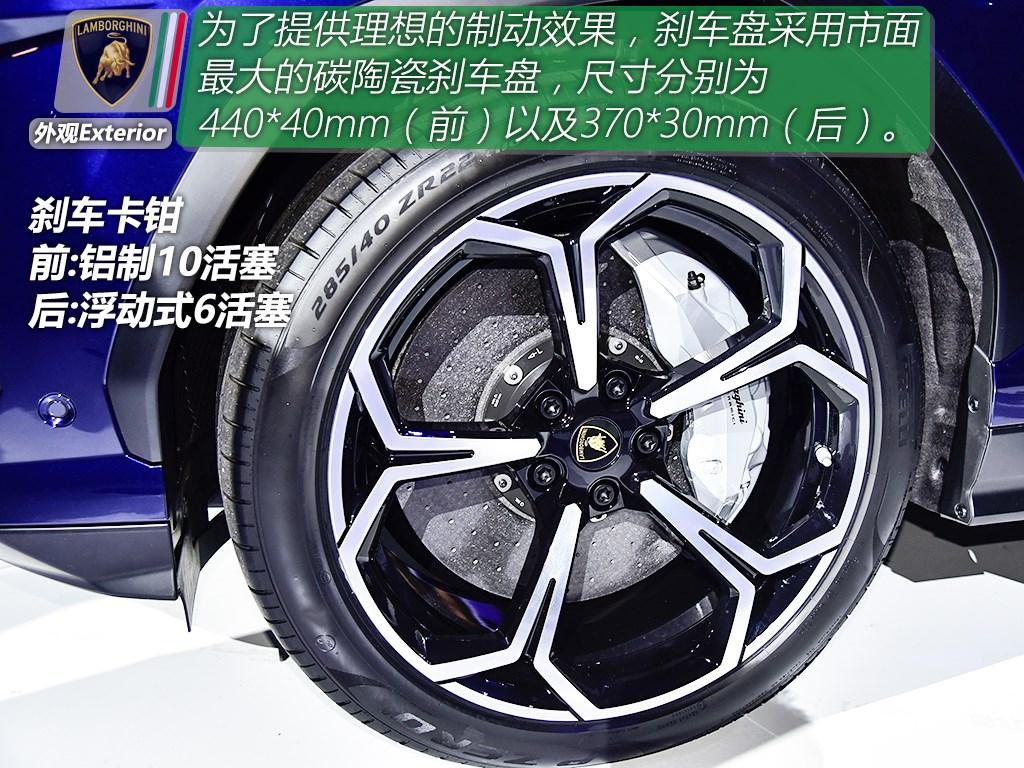 LAMBORGHINI
外观Exterior
为了提供理想的制动效果，刹车盘采用市面
最大的碳陶瓷刹车盘，尺寸分别为
440*40mm（前）以及370*30mm（后）。
刹车卡钳
前:铝制10活塞
后:浮动式6活塞
285/40 ZR22
P ZERO